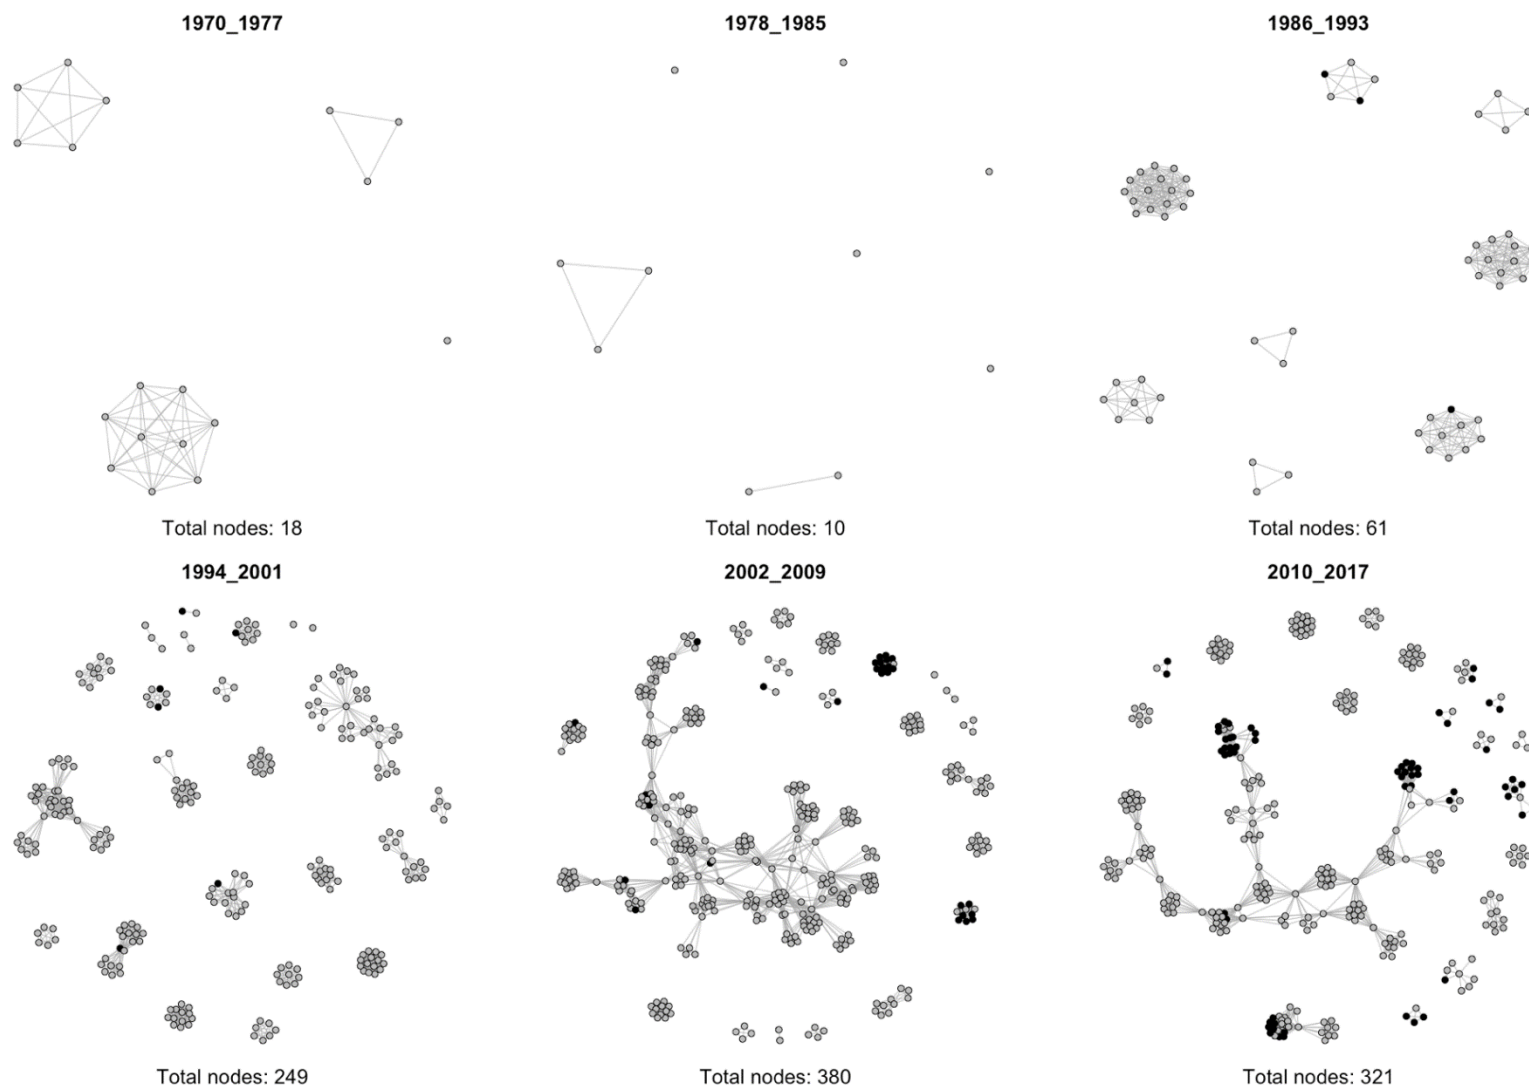 1970_1977
1978_1985
1986_1993
Total nodes: 18
Total nodes: 10
Total nodes: 61
1994_2001
2002_2009
2010_2017
Total nodes: 249
Total nodes: 380
Total nodes: 321